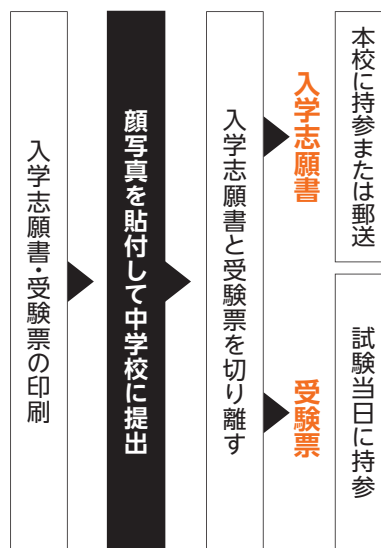 入学志願書・受験票の印刷
顔写真を貼付して中学校に提出
入学志願書と受験票を切り離す
入学志願書
本校に持参または郵送
受験票
試験当日に持参